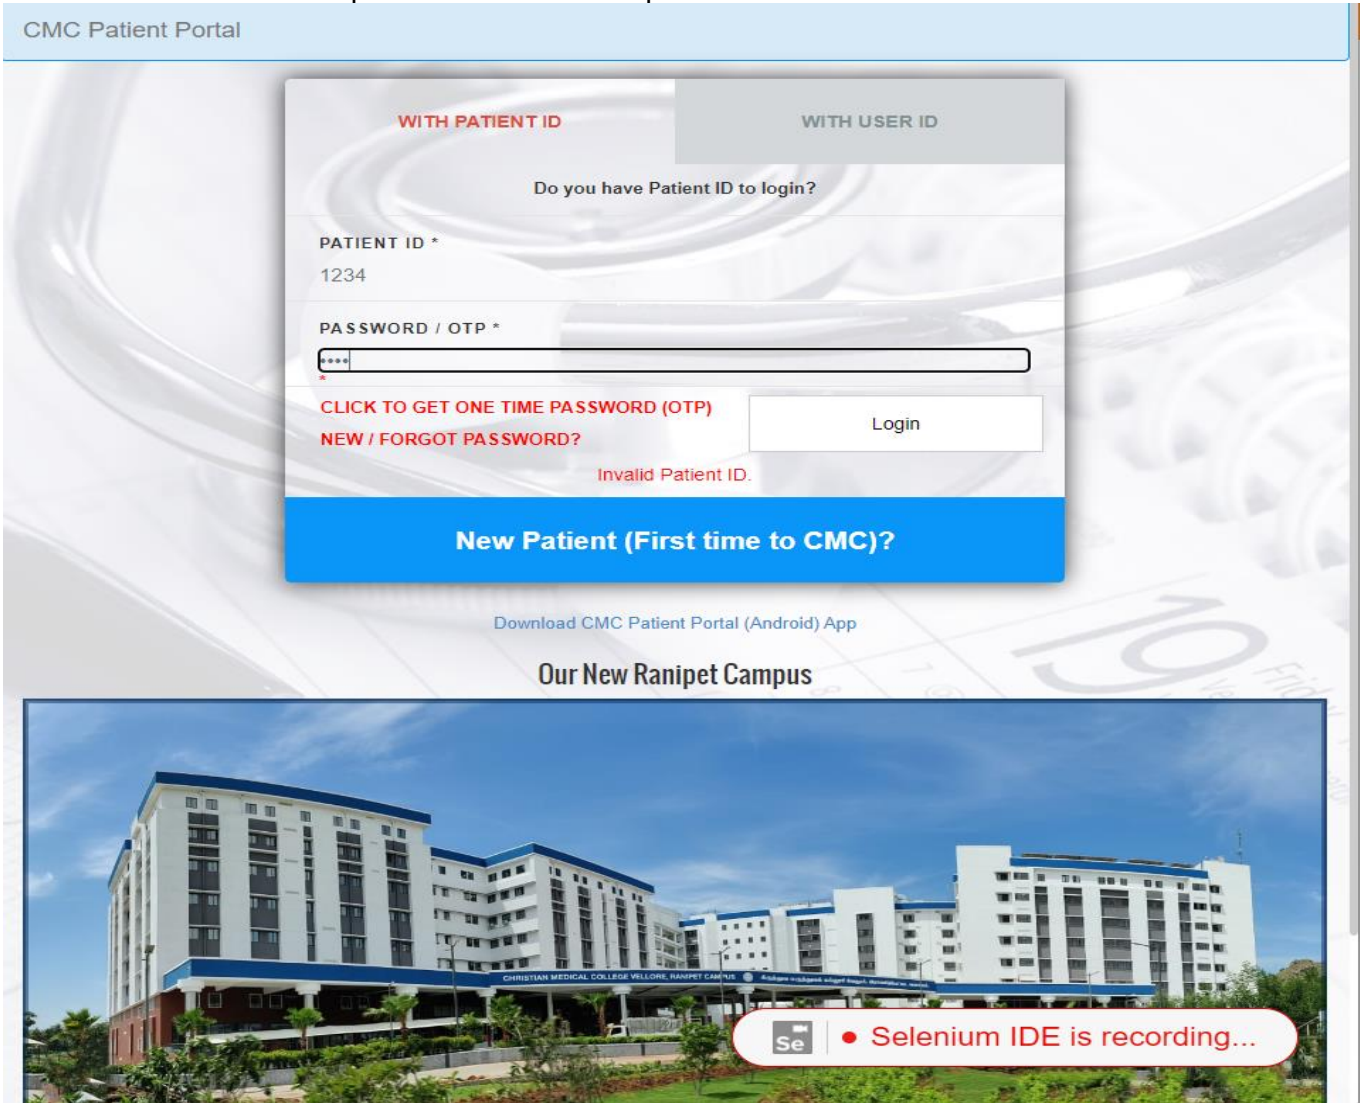 CMC Patient Portal
WITH PATIENT ID
WITH USER ID
Do you have Patient ID to login?
PATIENT ID *
1234
PASSWORD / OTP *
••••
*
CLICK TO GET ONE TIME PASSWORD (OTP)
NEW / FORGOT PASSWORD?
Login
Invalid Patient ID.
New Patient (First time to CMC)?
Download CMC Patient Portal (Android) App
Our New Ranipet Campus
19
Friday
CHRISTIAN MEDICAL COLLEGE VELLORE, RANIPET CAMPUS
Se
• Selenium IDE is recording...